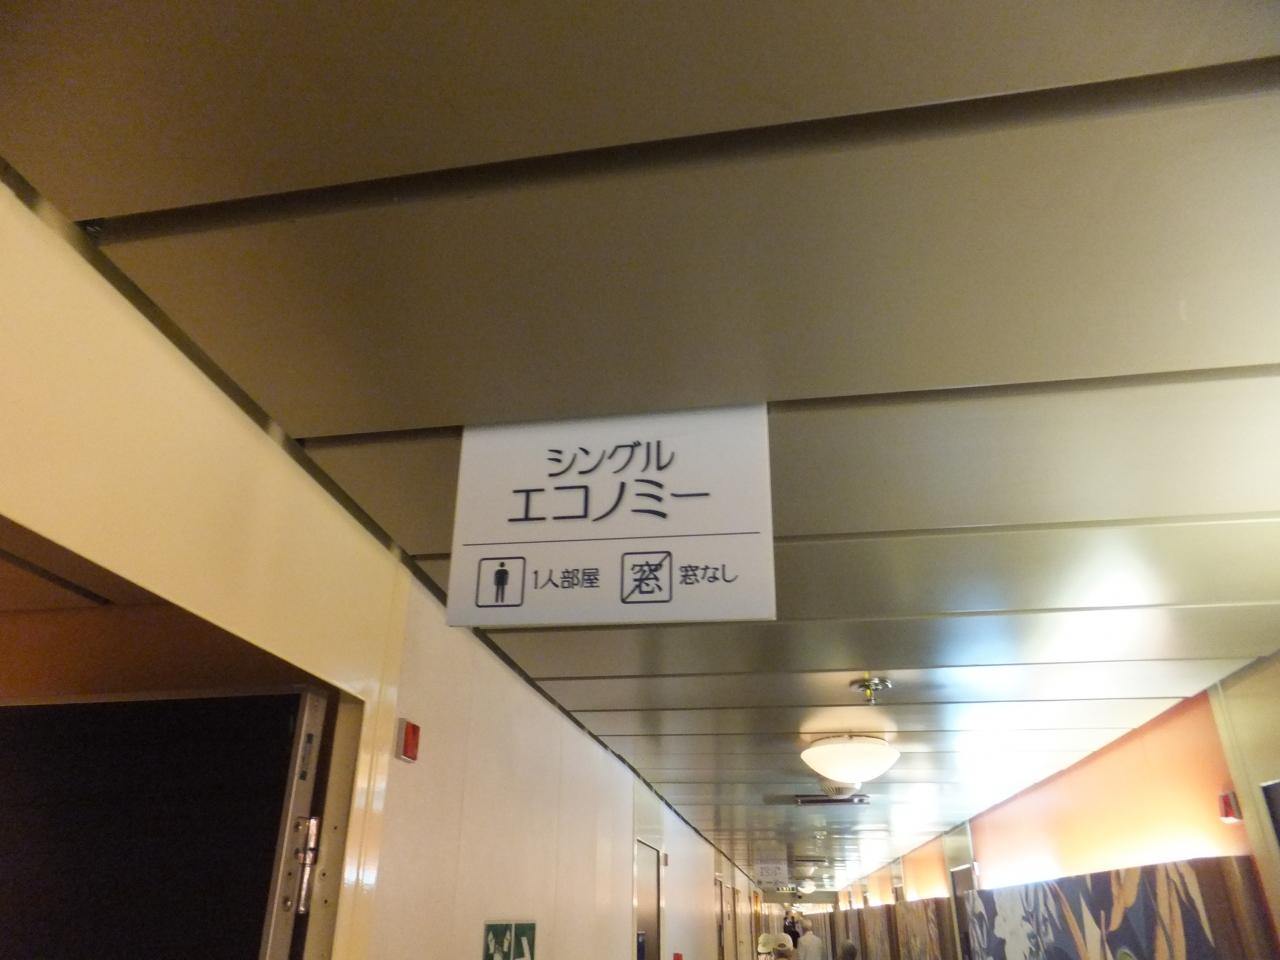 シングル
エコノミー
1人部屋 窓 窓なし